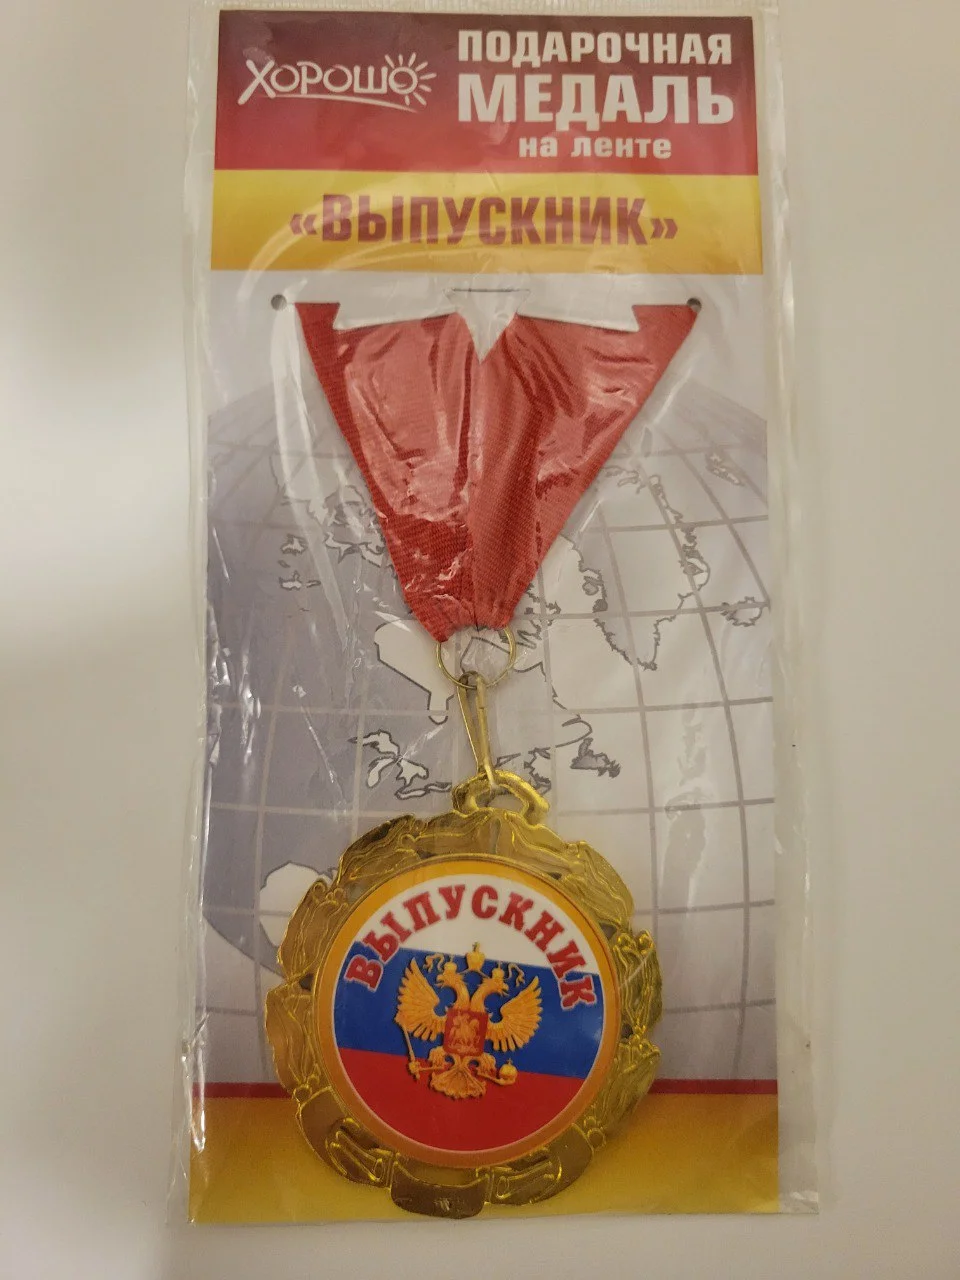 ХОРОШО
ПОДАРОЧНАЯ
МЕДАЛЬ
на ленте
«ВЫПУСКНИК»
ВЫПУСКНИК